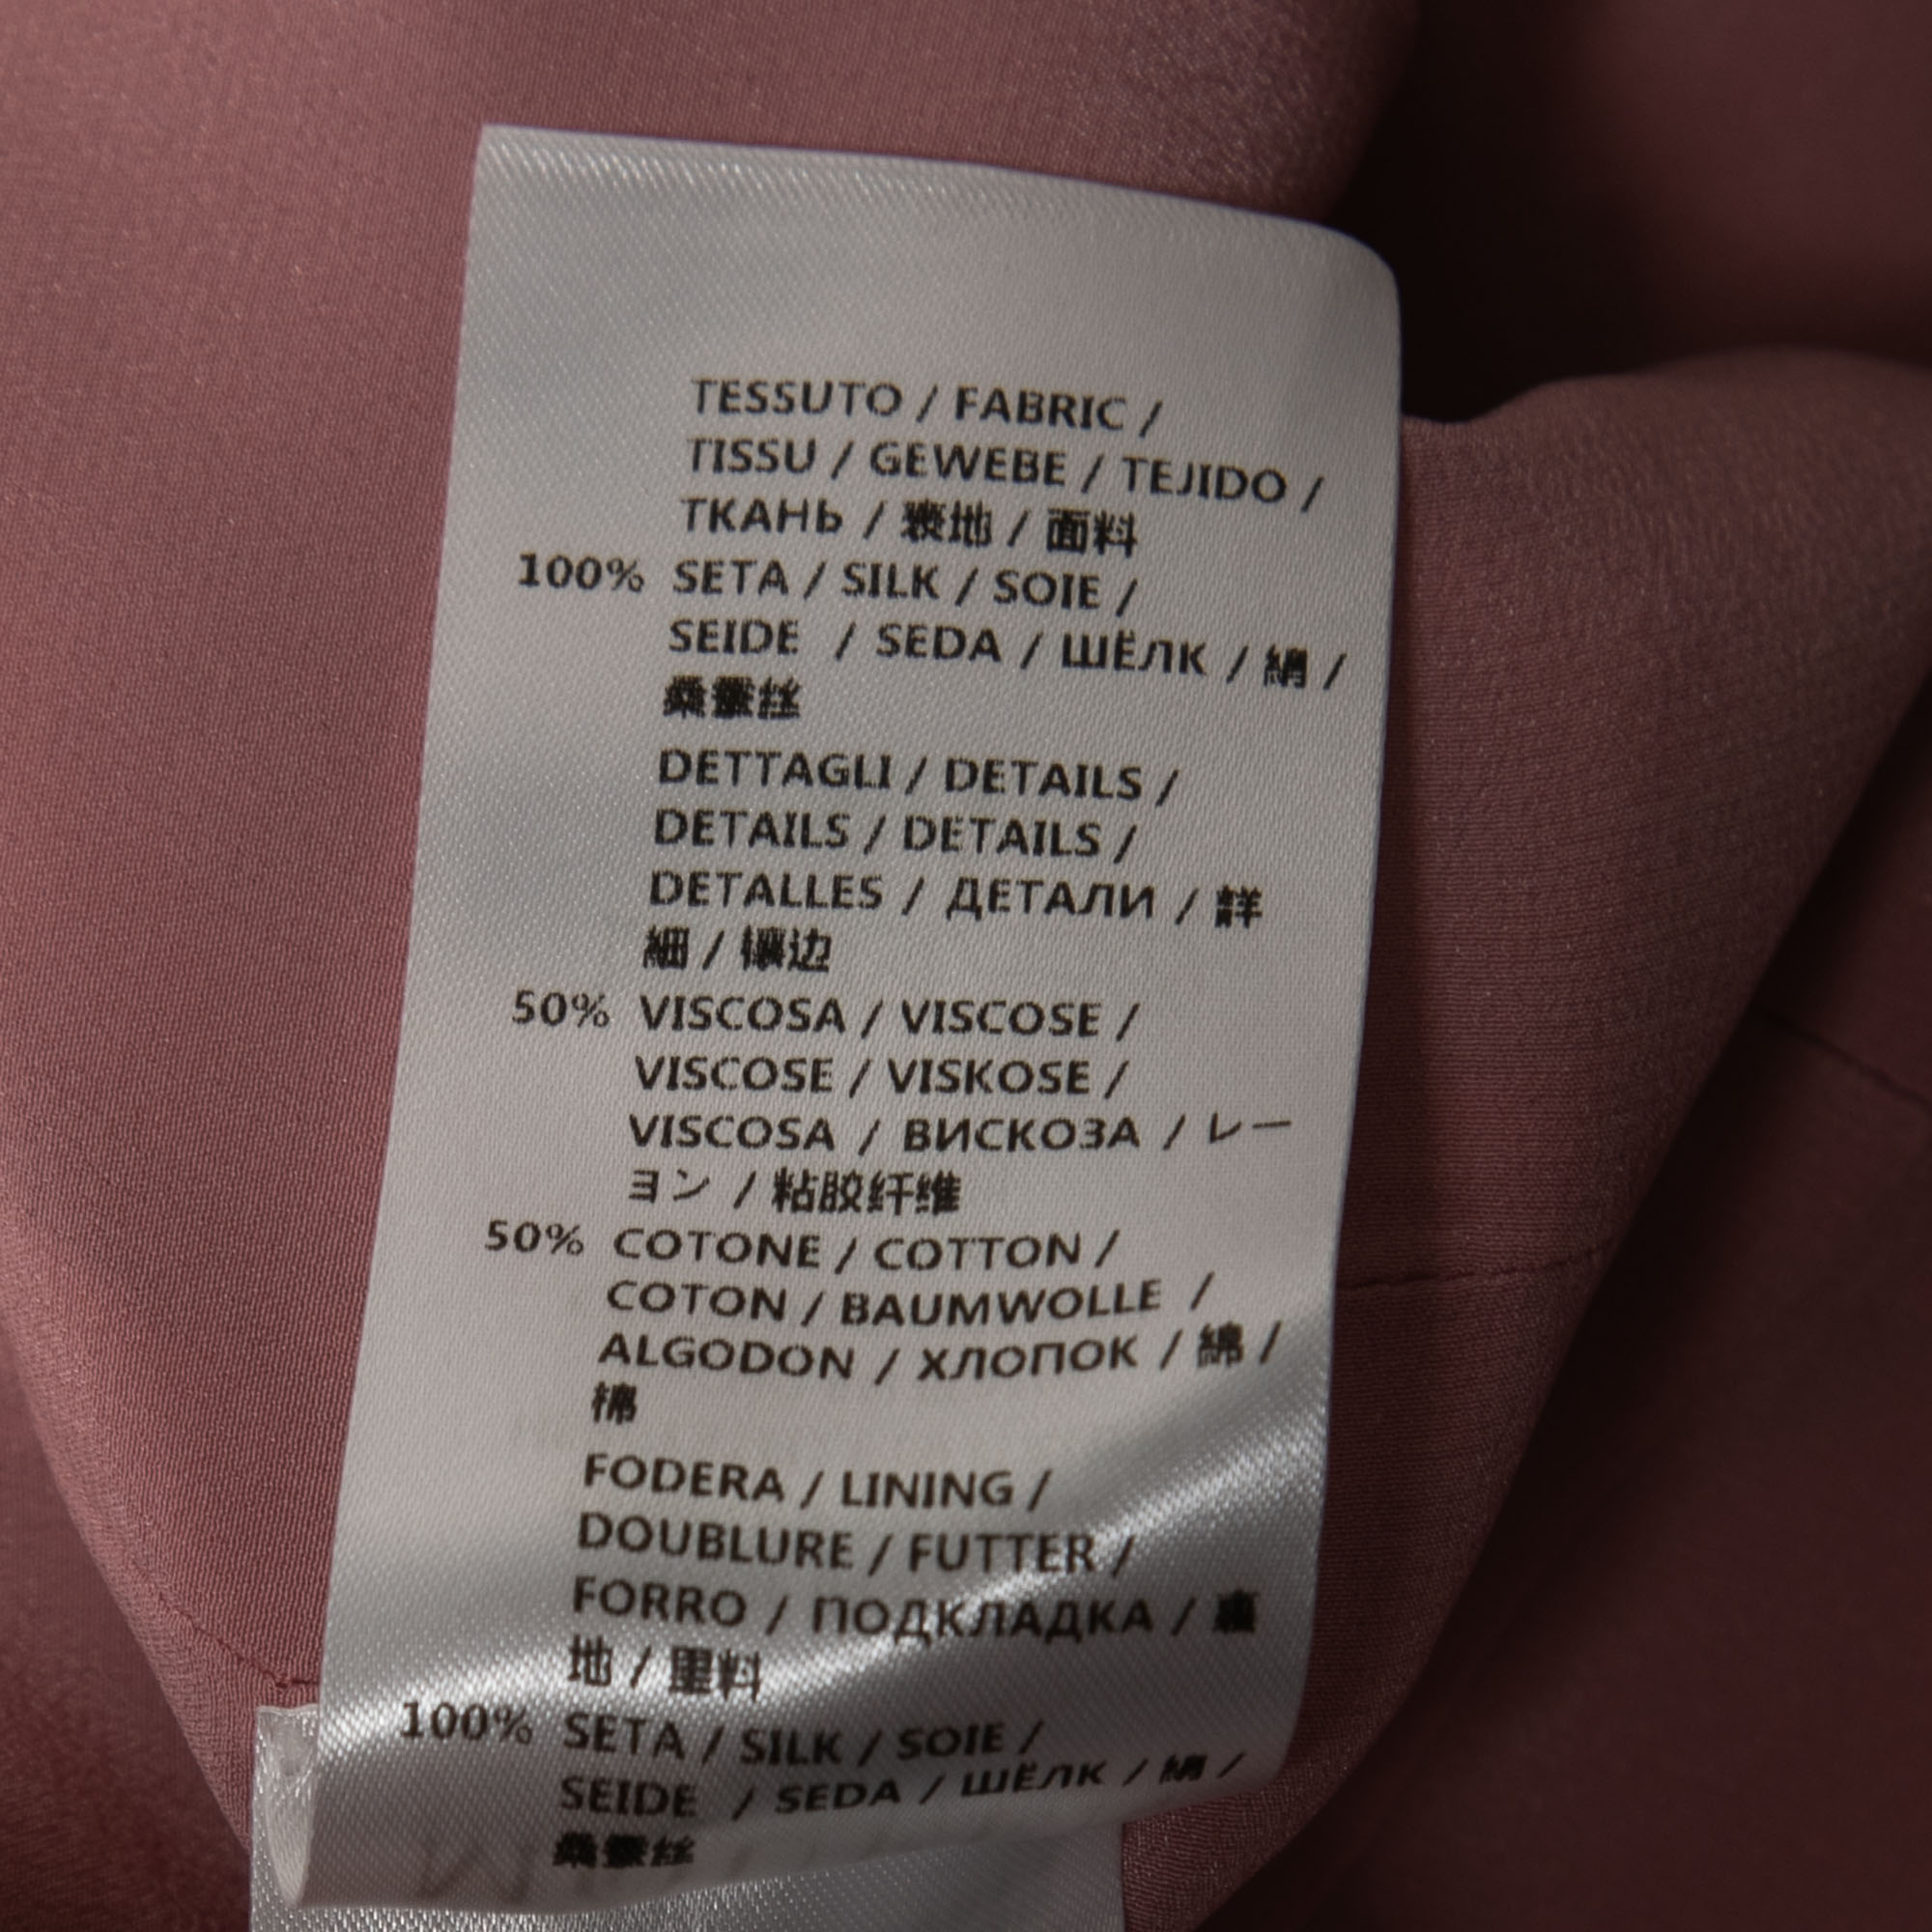 TESSUTO / FABRIC /
TISSU / GEWEBE / TEJIDO /
ТКАНЬ / 表地 / 面料
100% SETA / SILK / SOIE /
SEIDE / SEDA / ШЁЛК / 絹 /
桑蚕丝
DETTAGLI / DETAILS /
DETAILS / DETAILS /
DETALLES / ДЕТАЛИ / 詳
細 / 镶边
50% VISCOSA / VISCOSE /
VISCOSE / VISKOSE /
VISCOSA / ВИСКОЗА / レー
ヨン / 粘胶纤维
50% COTONE / COTTON /
COTON / BAUMWOLLE /
ALGODON / ХЛОПОК / 綿 /
棉
FODERA / LINING /
DOUBLURE / FUTTER /
FORRO / ПОДКЛАДКА / 裏
地 / 里料
100% SETA / SILK / SOIE /
SEIDE / SEDA / ШЁЛК / 絹 /
桑蚕丝